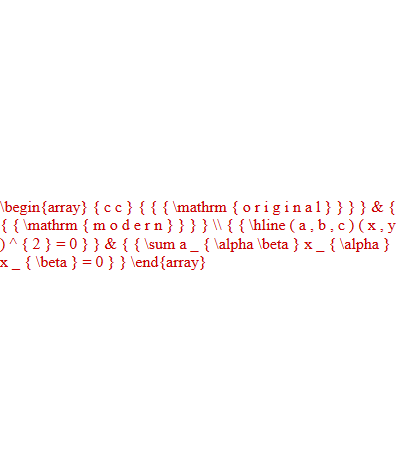 \begin{array} { c c } { { { \mathrm { o r i g i n a l } } } } & {
{ { \mathrm { m o d e r n } } } } \\ { { \hline ( a , b , c ) ( x , y
) ^ { 2 } = 0 } } & { { \sum a _ { \alpha \beta } x _ { \alpha }
x _ { \beta } = 0 } } \end{array}